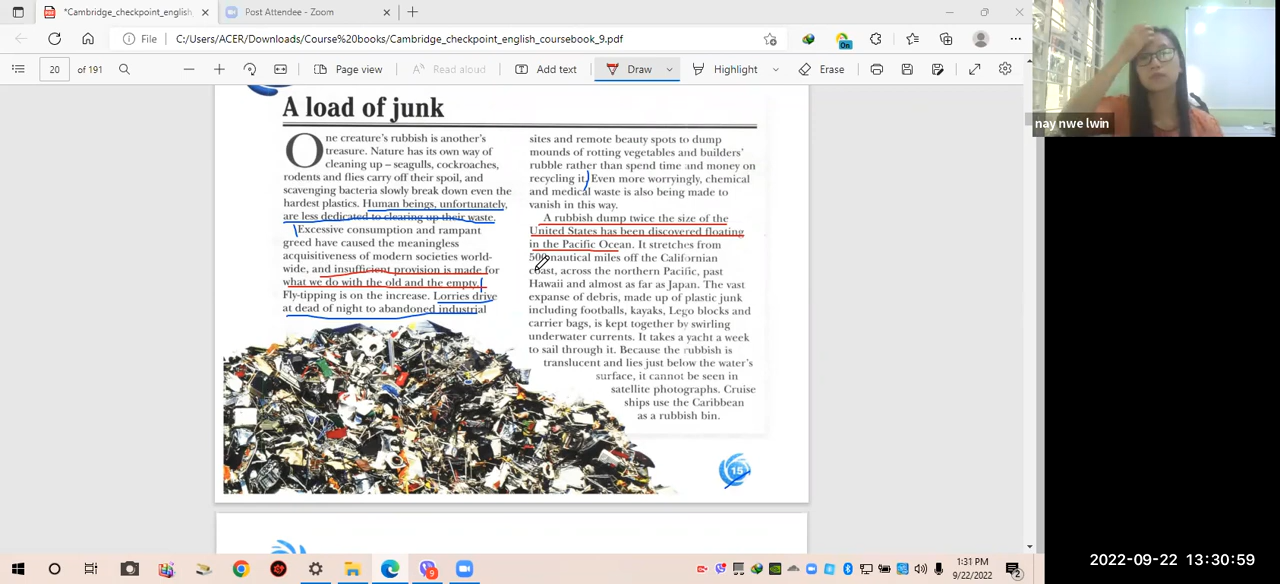 *Cambridge_checkpoint_english
Post Attendee - Zoom
File
C:/Users/ACER/Downloads/Course%20books/Cambridge_checkpoint_english_coursebook_9.pdf
On
20 of 191
Page view
Read aloud
Add text
Draw
Highlight
Erase
nay nwe lwin
A load of junk
One creature's rubbish is another's
treasure. Nature has its own way of
cleaning up – seagulls, cockroaches,
rodents and flies carry off their spoil, and
scavenging bacteria slowly break down even the
hardest plastics. Human beings, unfortunately,
are less dedicated to clearing up their waste.
Excessive consumption and rampant
greed have caused the meaningless
acquisitiveness of modern societies world-
wide, and insufficient provision is made for
what we do with the old and the empty.
Fly-tipping is on the increase. Lorries drive
at dead of night to abandoned industrial
sites and remote beauty spots to dump
mounds of rotting vegetables and builders'
rubble rather than spend time and money on
recycling it. Even more worryingly, chemical
and medical waste is also being made to
vanish in this way.
A rubbish dump twice the size of the
United States has been discovered floating
in the Pacific Ocean. It stretches from
500 nautical miles off the Californian
coast, across the northern Pacific, past
Hawaii and almost as far as Japan. The vast
expanse of debris, made up of plastic junk
including footballs, kayaks, Lego blocks and
carrier bags, is kept together by swirling
underwater currents. It takes a yacht a week
to sail through it. Because the rubbish is
translucent and lies just below the water's
surface, it cannot be seen in
satellite photographs. Cruise
ships use the Caribbean
as a rubbish bin.
15
9
1:31 PM
9/22/2022
2
2022-09-22 13:30:59